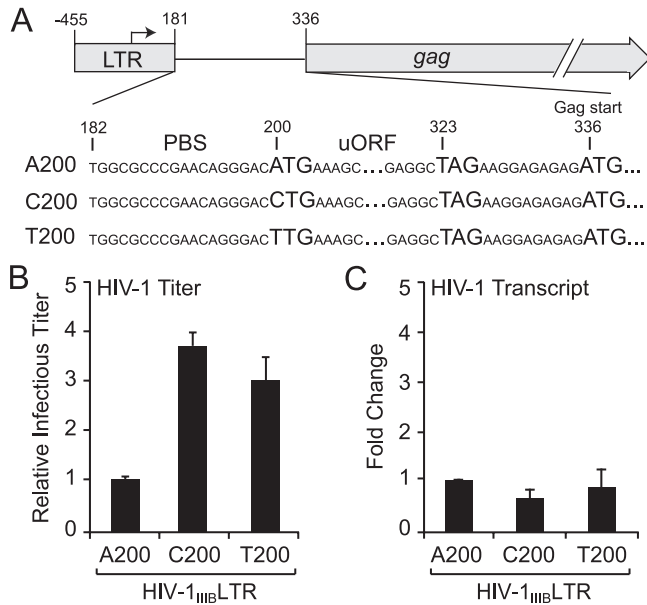 A
-455 181 336
LTR gag
Gag start
182 PBS 200 uORF 323 336
A200 TGGCGCCCGAACAGGGACATGAAAGC...GAGGCTAGAAGGAGAGAGATG...
C200 TGGCGCCCGAACAGGGACCTGAAAGC...GAGGCTAGAAGGAGAGAGATG...
T200 TGGCGCCCGAACAGGGACTTGAAAGC...GAGGCTAGAAGGAGAGAGATG...
B
HIV-1 Titer
Relative Infectious Titer
5
4
3
2
1
0
A200 C200 T200
HIV-1IIIBLTR
C
HIV-1 Transcript
Fold Change
5
4
3
2
1
0
A200 C200 T200
HIV-1IIIBLTR